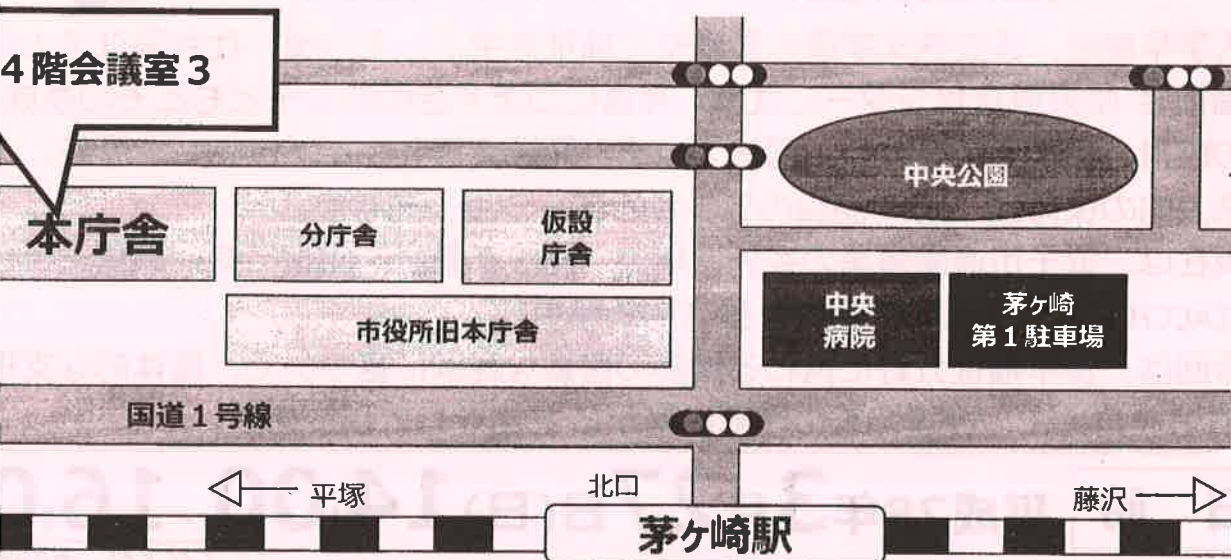 4階会議室3
中央公園
本庁舎
分庁舎
仮設
庁舎
市役所旧本庁舎
中央
病院
茅ヶ崎
第1駐車場
国道1号線
平塚
北口
藤沢
茅ヶ崎駅